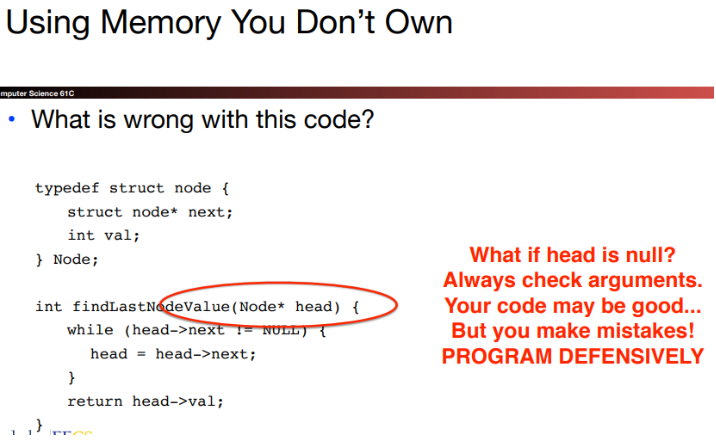 Using Memory You Don't Own
mputer Science 61C
• What is wrong with this code?
typedef struct node {
struct node* next;
int val;
} Node;
int findLastNodeValue(Node* head) {
while (head->next != NULL) {
head = head->next;
}
return head->val;
}
What if head is null?
Always check arguments.
Your code may be good...
But you make mistakes!
PROGRAM DEFENSIVELY